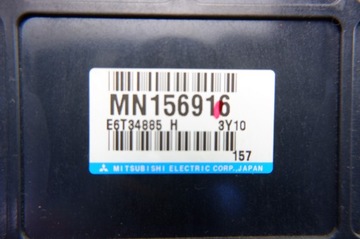 MN156916
E6T34885 H 3Y10
157
MITSUBISHI ELECTRIC CORP., JAPAN